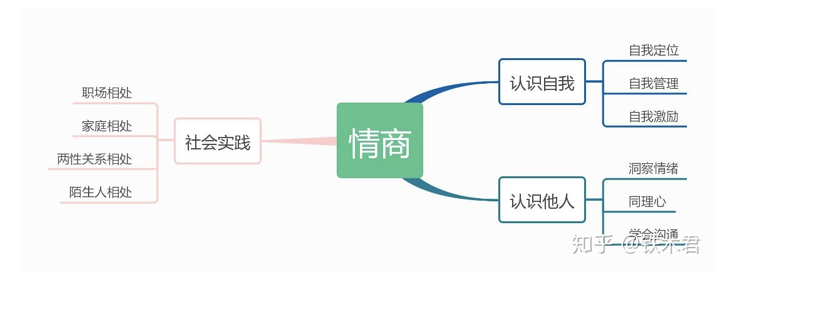 情商
认识自我
自我定位
自我管理
自我激励
认识他人
洞察情绪
同理心
学会沟通
社会实践
职场相处
家庭相处
两性关系相处
陌生人相处
知乎 @铁木君